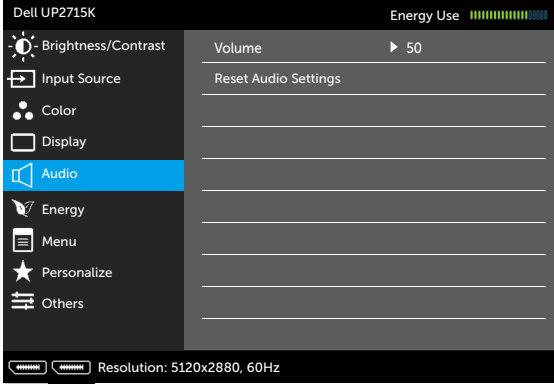 Dell UP2715K
Energy Use
Brightness/Contrast
Volume
50
Input Source
Reset Audio Settings
Color
Display
Audio
Energy
Menu
Personalize
Others
Resolution: 5120x2880, 60Hz